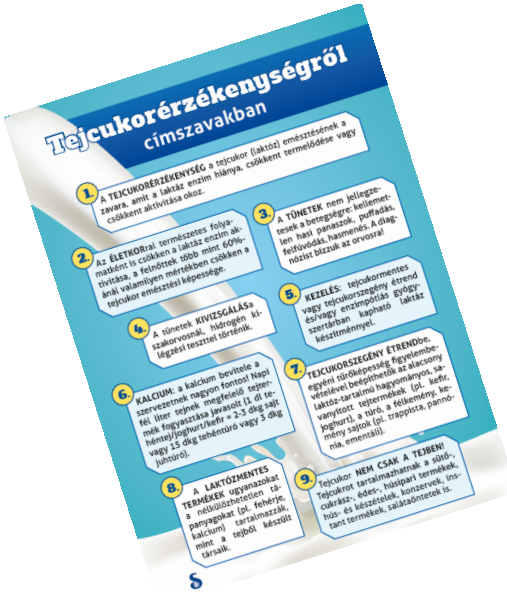 Tejcukorérzékenységről
címszavakban
1.
A TEJCUKORÉRZÉKENYSÉG a tejcukor (laktóz) emésztésének a
zavara, amit a laktáz enzim hiánya, csökkent termelődése vagy
csökkent aktivitása okoz.
2.
Az ÉLETKORral természetes folya-
matként is csökken a laktáz enzim ak-
tivitása, a felnőttek több mint 60%-
ánál valamilyen mértékben csökken a
tejcukor emésztési képessége.
3.
A TÜNETEK nem jellegze-
tesek a betegségre: kellemet-
len hasi panaszok, puffadás,
felfúvódás, hasmenés. A diag-
nózist bízzuk az orvosra!
4.
A tünetek KIVIZSGÁLÁSa
szakorvosnál, hidrogén ki-
légzési teszttel történik.
5.
KEZELÉS: tejcukormentes
vagy tejcukorszegény étrend
és/vagy enzimpótlás gyógy-
szertárban kapható laktáz
készítménnyel.
6.
KALCIUM: a kalcium bevitele a
szervezetnek nagyon fontos! Napi
fél liter tejnek megfelelő tejter-
mék fogyasztása javasolt (1 dl te-
héntej/joghurt/kefir = 2-3 dkg sajt
vagy 15 dkg tehéntúró vagy 3 dkg
juhtúró).
7.
TEJCUKORSZEGÉNY ÉTRENDbe,
egyéni tűrőképesség figyelembe-
vételével beépíthetők az alacsony
laktóz-tartalmú hagyományos, sa-
vanyított tejtermékek (pl. kefir,
joghurt), a túró, a félkemény, ke-
mény sajtok (pl. trappista, pannó-
nia, ementáli).
8.
A LAKTÓZMENTES
TERMÉKEK ugyanazokat
a nélkülözhetetlen tá-
panyagokat (pl. fehérje,
kalcium) tartalmazzák,
mint a tejből készült
társaik.
9.
Tejcukor NEM CSAK A TEJBEN!
Tejcukrot tartalmazhatnak a sütő-,
cukrász-, édes-, húsipari termékek,
hús- és készételek, konzervek, ins-
tant termékek, salátaöntetek is.